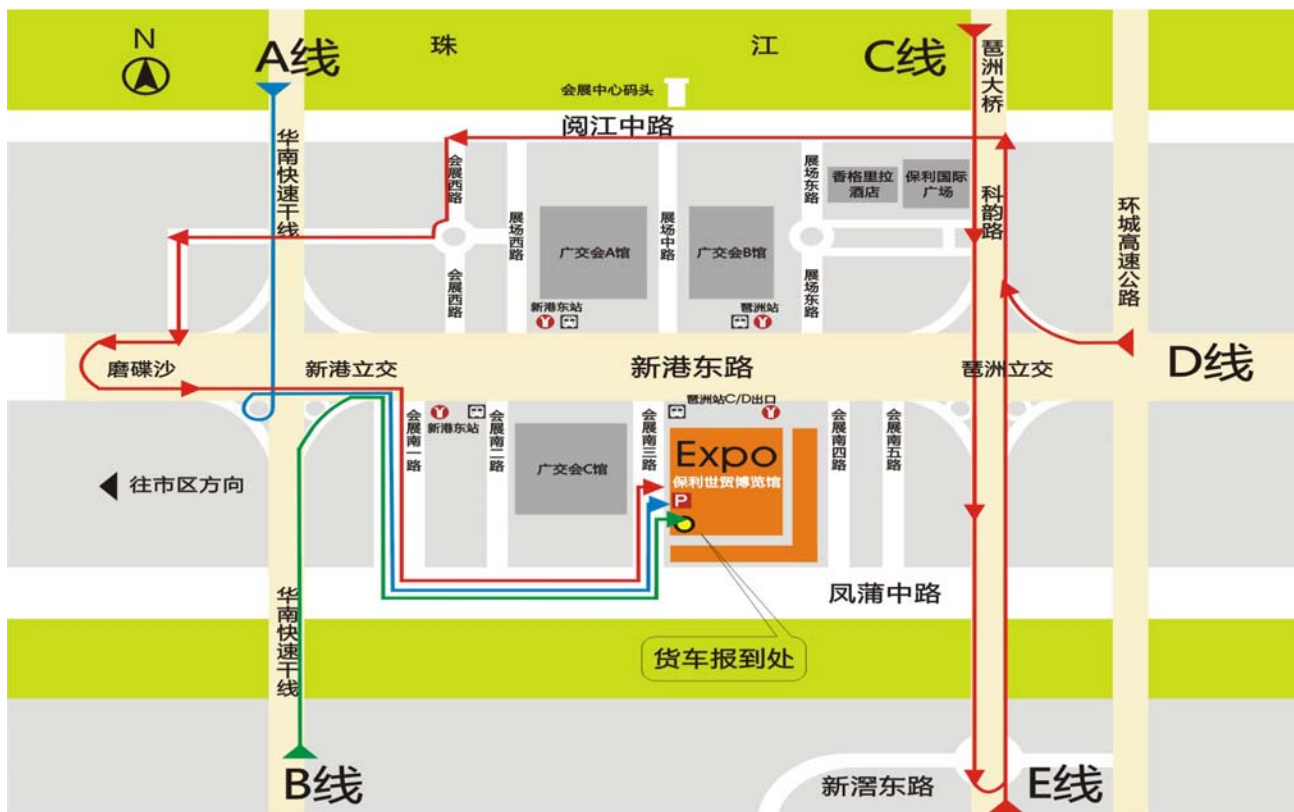 N
A线
珠
江
C线
琶洲大桥
会展中心码头
阅江中路
华南快速干线
会展西路
展场西路
展场中路
展场东路
香格里拉
酒店
保利国际
广场
科韵路
环城高速公路
广交会A馆
广交会B馆
会展西路
展场东路
新港东站
琶洲站
磨碟沙
新港立交
新港东路
琶洲立交
D线
琶洲站C/D出口
会展南一路
新港东站
会展南二路
会展南三路
会展南四路
会展南五路
广交会C馆
Expo
保利世贸博览馆
P
往市区方向
凤蒲中路
华南快速干线
货车报到处
B线
新滘东路
E线